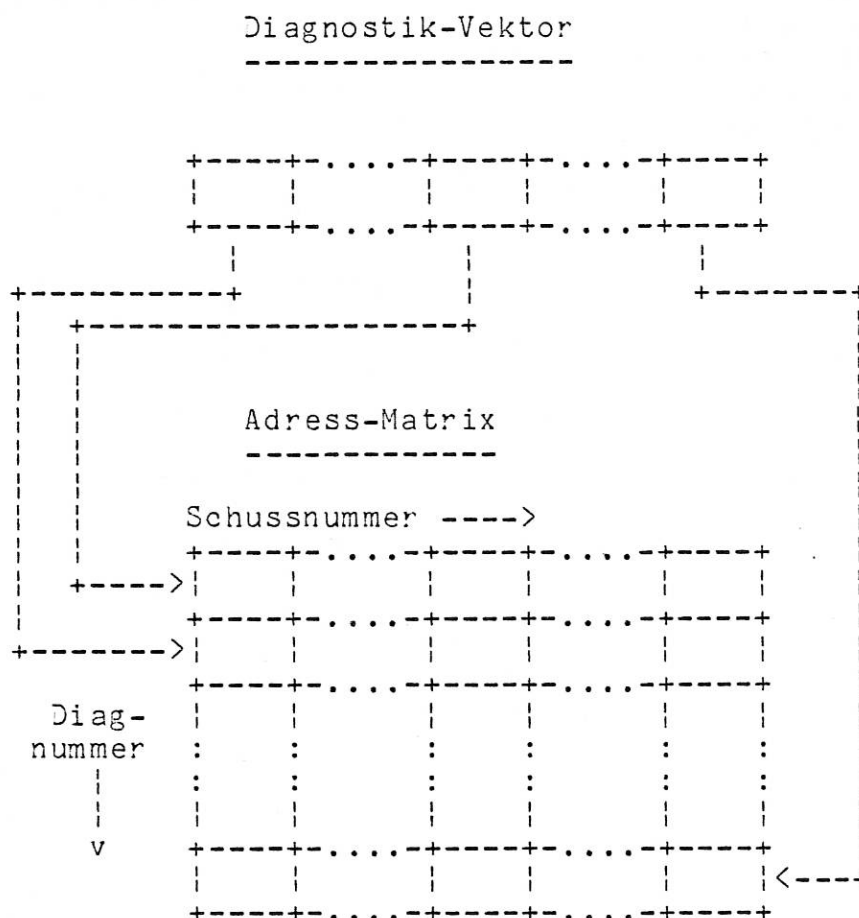 Diagnostik-Vektor
Adress-Matrix
Schussnummer ---->
Diag-
nummer
v